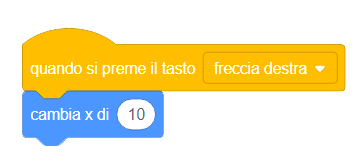 quando si preme il tasto freccia destra
cambia x di 10